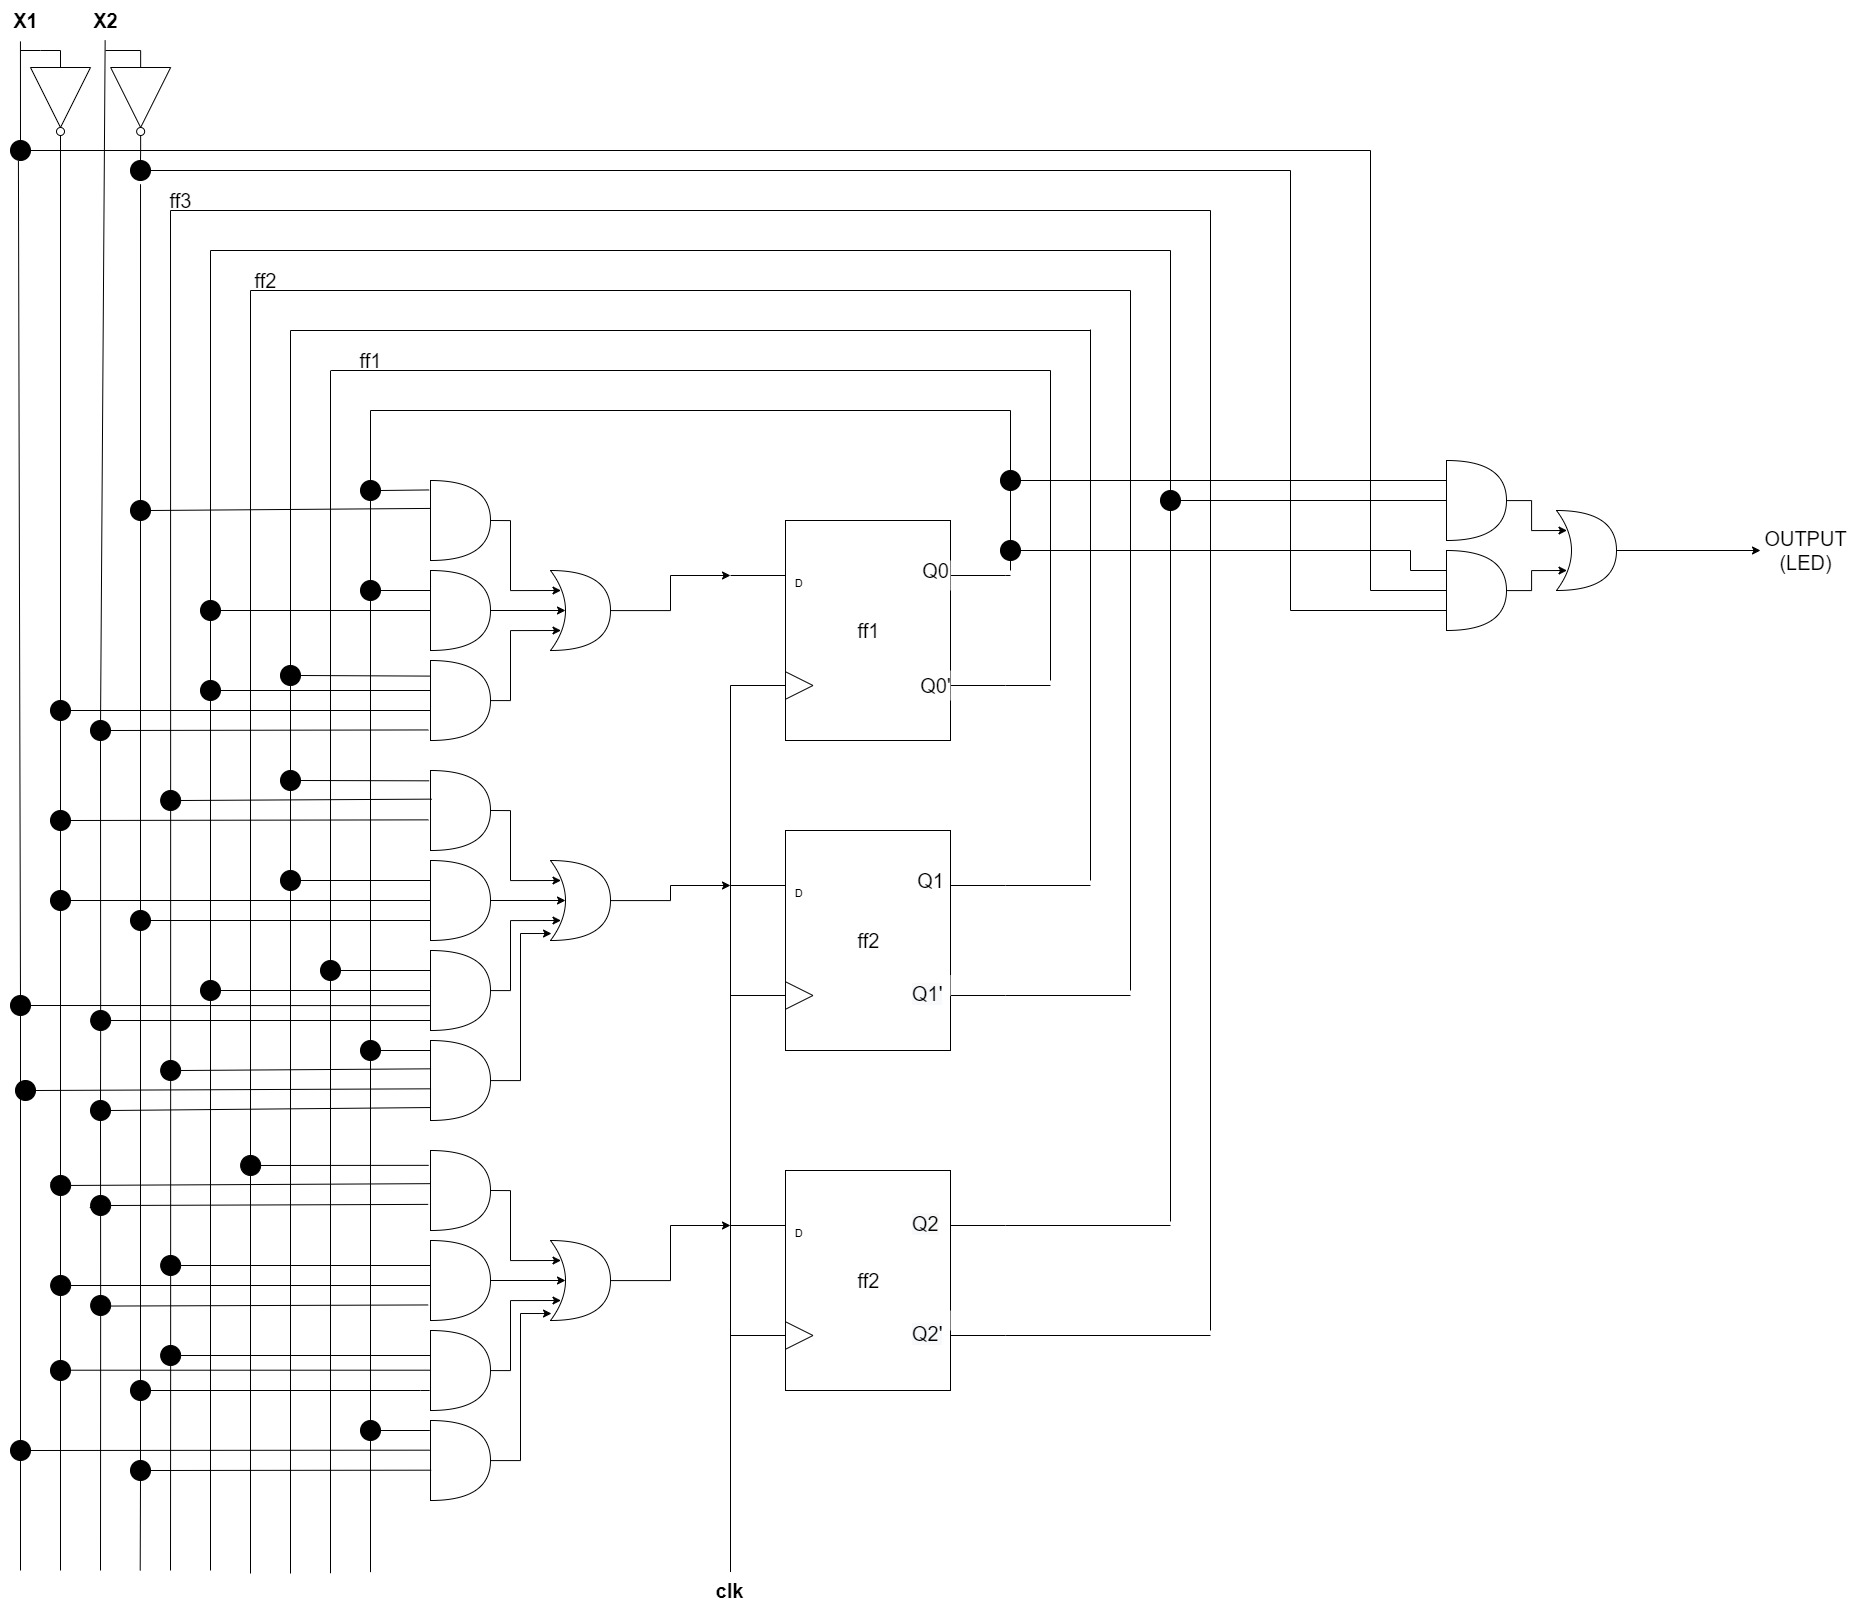 X1
X2
ff3
ff2
ff1
Q0
D
ff1
Q0'
OUTPUT
(LED)
Q1
D
ff2
Q1'
Q2
D
ff2
Q2'
clk